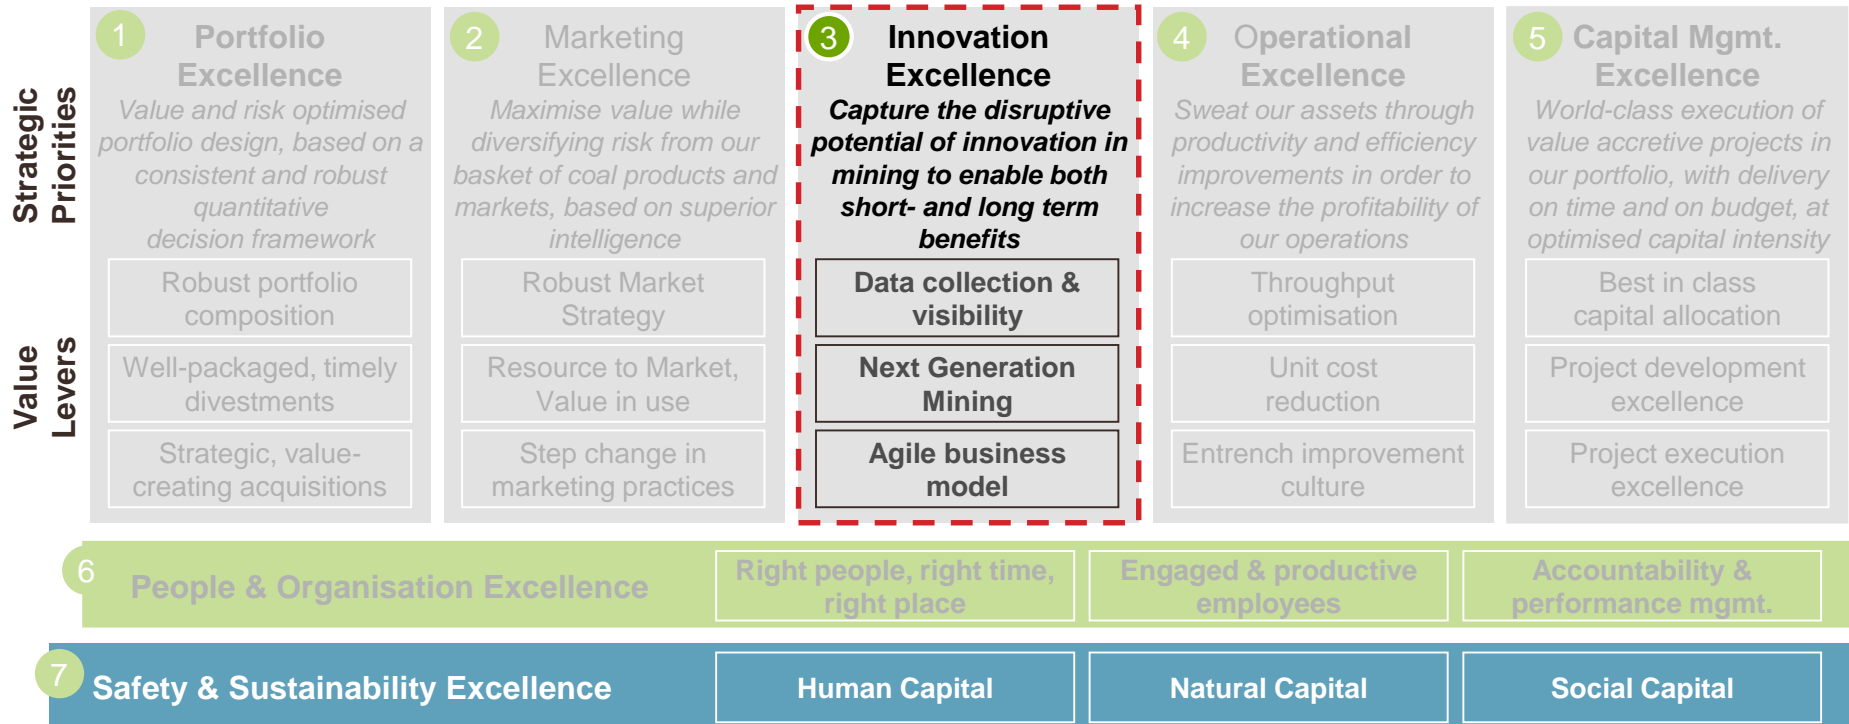 Strategic
Priorities
1
Portfolio
Excellence
Value and risk optimised
portfolio design, based on a
consistent and robust
quantitative
decision framework
2
Marketing
Excellence
Maximise value while
diversifying risk from our
basket of coal products and
markets, based on superior
intelligence
3
Innovation
Excellence
Capture the disruptive
potential of innovation in
mining to enable both
short- and long term
benefits
4
Operational
Excellence
Sweat our assets through
productivity and efficiency
improvements in order to
increase the profitability of
our operations
5
Capital Mgmt.
Excellence
World-class execution of
value accretive projects in
our portfolio, with delivery
on time and on budget, at
optimised capital intensity
Value
Levers
Robust portfolio
composition
Well-packaged, timely
divestments
Strategic, value-
creating acquisitions
Robust Market
Strategy
Resource to Market,
Value in use
Step change in
marketing practices
Data collection &
visibility
Next Generation
Mining
Agile business
model
Throughput
optimisation
Unit cost
reduction
Entrench improvement
culture
Best in class
capital allocation
Project development
excellence
Project execution
excellence
6
People & Organisation Excellence
Right people, right time,
right place
Engaged & productive
employees
Accountability &
performance mgmt.
7
Safety & Sustainability Excellence
Human Capital
Natural Capital
Social Capital